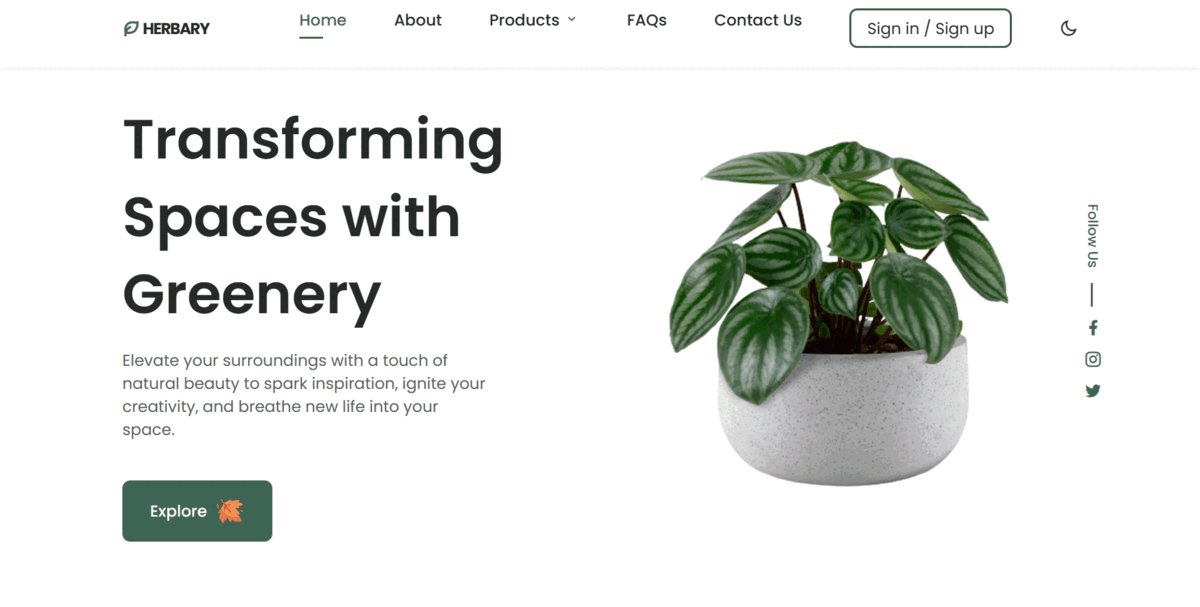 HERBARY
Home
About
Products
FAQs
Contact Us
Sign in / Sign up
Transforming
Spaces with
Greenery
Elevate your surroundings with a touch of
natural beauty to spark inspiration, ignite your
creativity, and breathe new life into your
space.
Explore
Follow Us